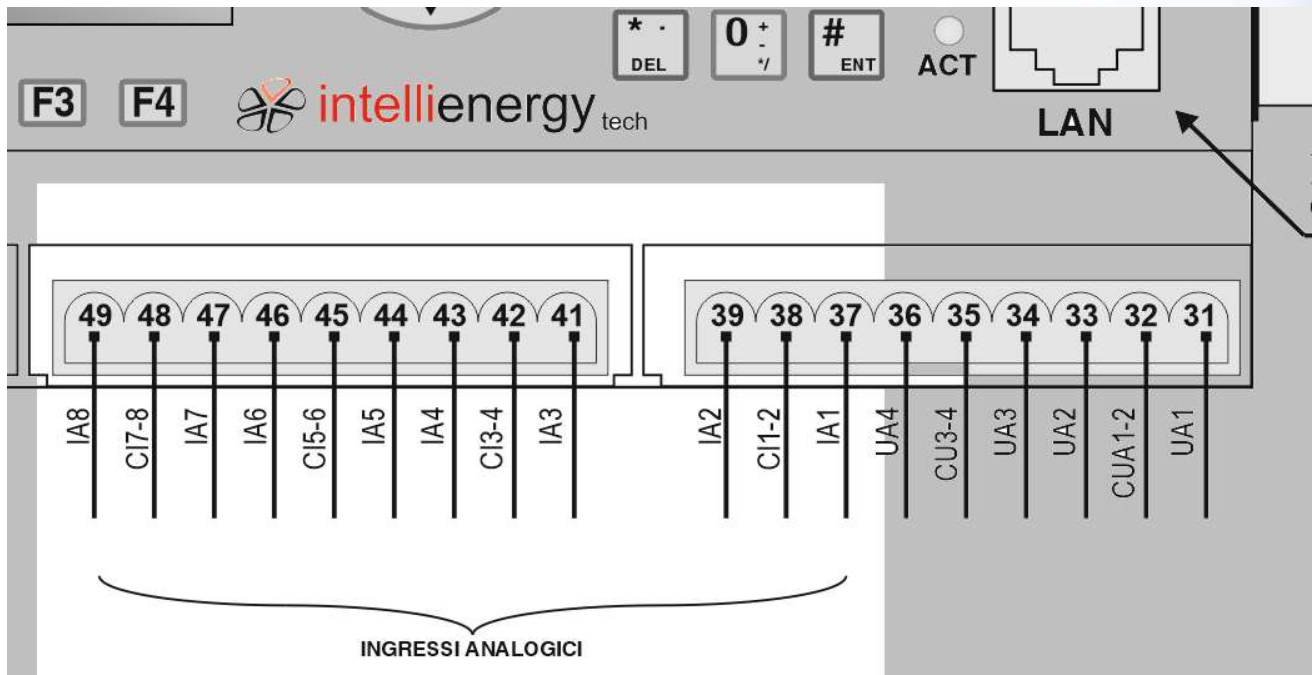 * - 0 + - */ #
DEL ENT ACT
F3 F4 intellienergy tech LAN
49 48 47 46 45 44 43 42 41 39 38 37 36 35 34 33 32 31
IA8 CI7-8 IA7 IA6 CI5-6 IA5 IA4 CI3-4 IA3 IA2 CI1-2 IA1 UA4 CU3-4 UA3 UA2 CUA1-2 UA1
INGRESSI ANALOGICI